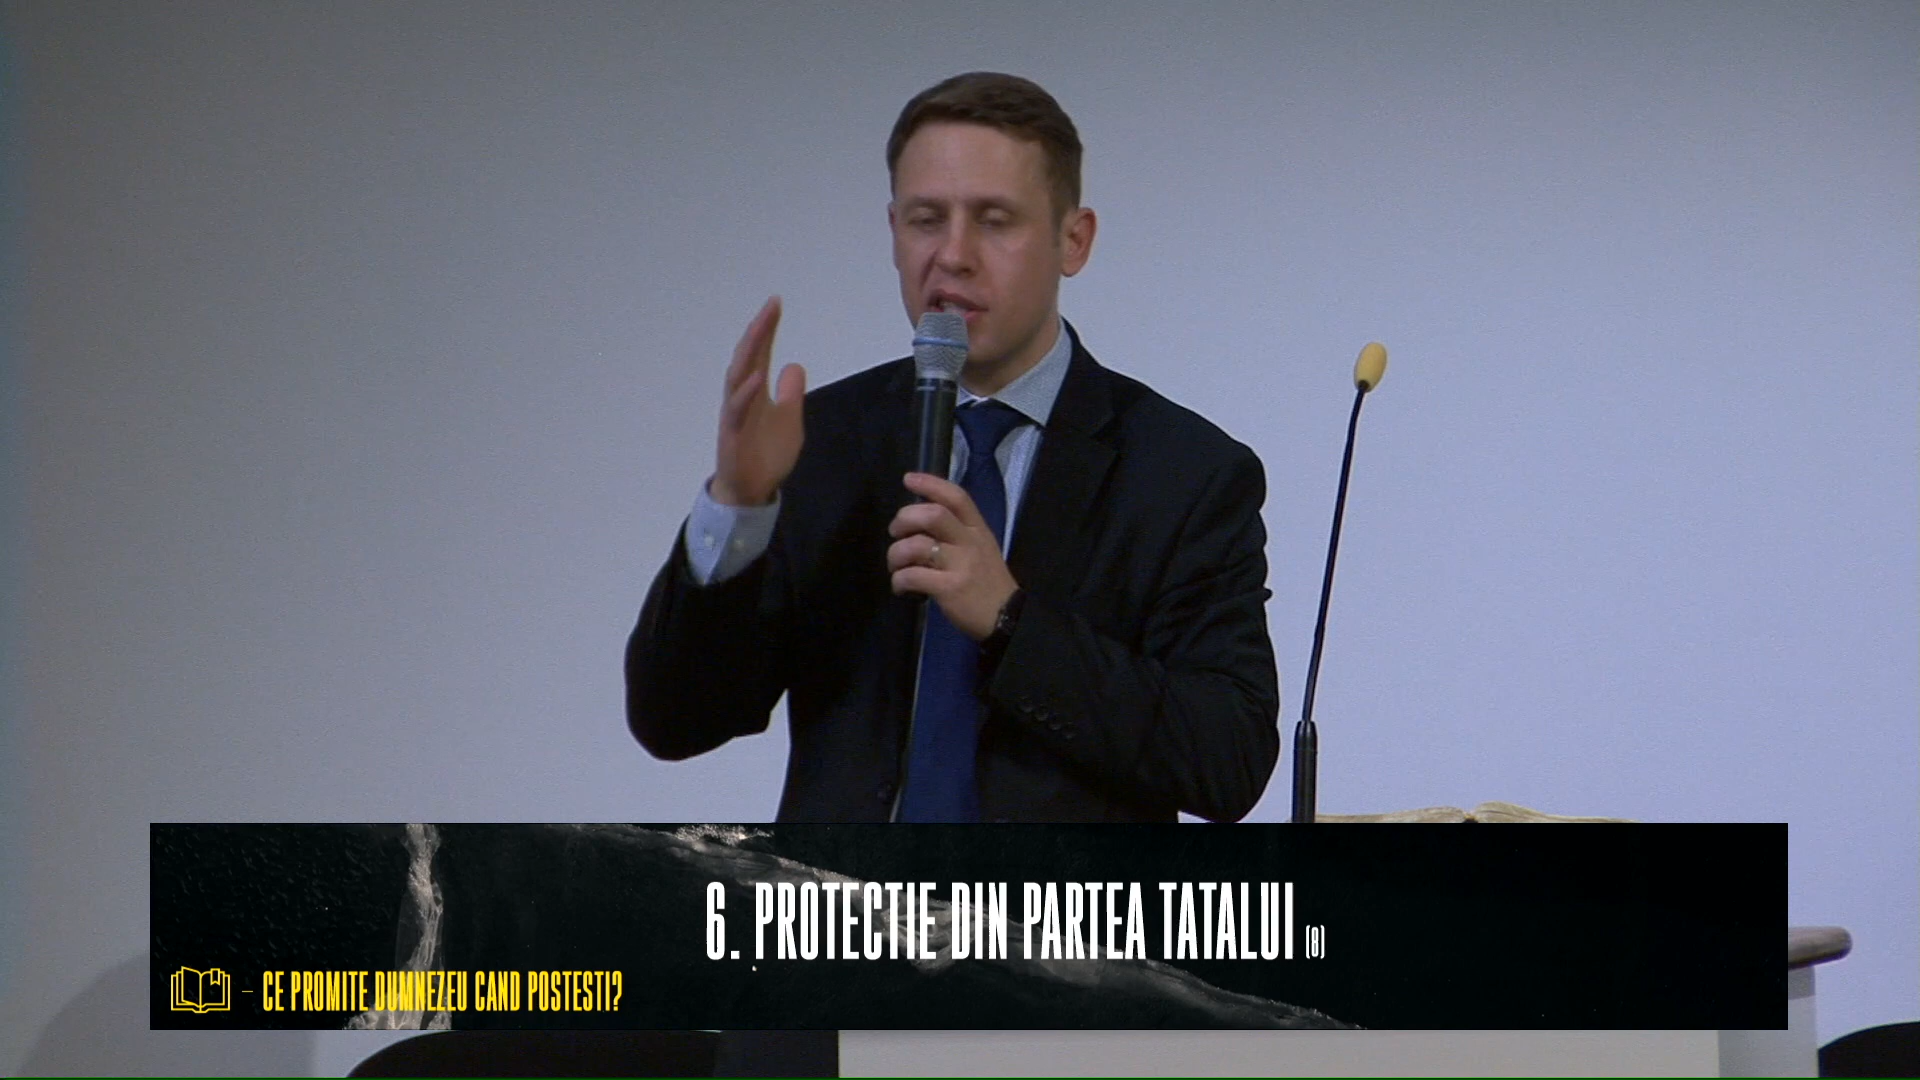 6. PROTECTIE DIN PARTEA TATALUI (8)
- CE PROMITE DUMNEZEU CAND POSTESTI?